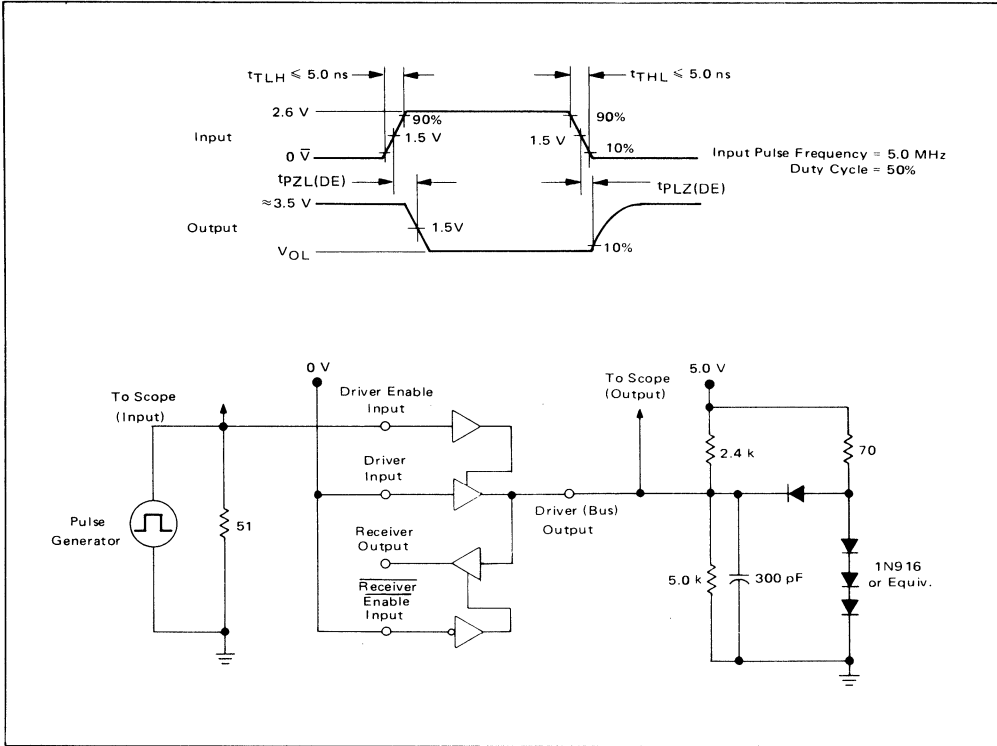 tTLH ≤ 5.0 ns
tTHL ≤ 5.0 ns
2.6 V
90%
90%
Input
1.5 V
1.5 V
0 V
10%
Input Pulse Frequency = 5.0 MHz
Duty Cycle = 50%
tPZL(DE)
tPLZ(DE)
≈3.5 V
Output
1.5V
VOL
10%
0 V
5.0 V
To Scope
(Input)
Driver Enable
Input
To Scope
(Output)
2.4 k
70
Driver
Input
Pulse
Generator
51
Driver (Bus)
Output
Receiver
Output
5.0 k
300 pF
1N916
or Equiv.
Receiver
Enable
Input